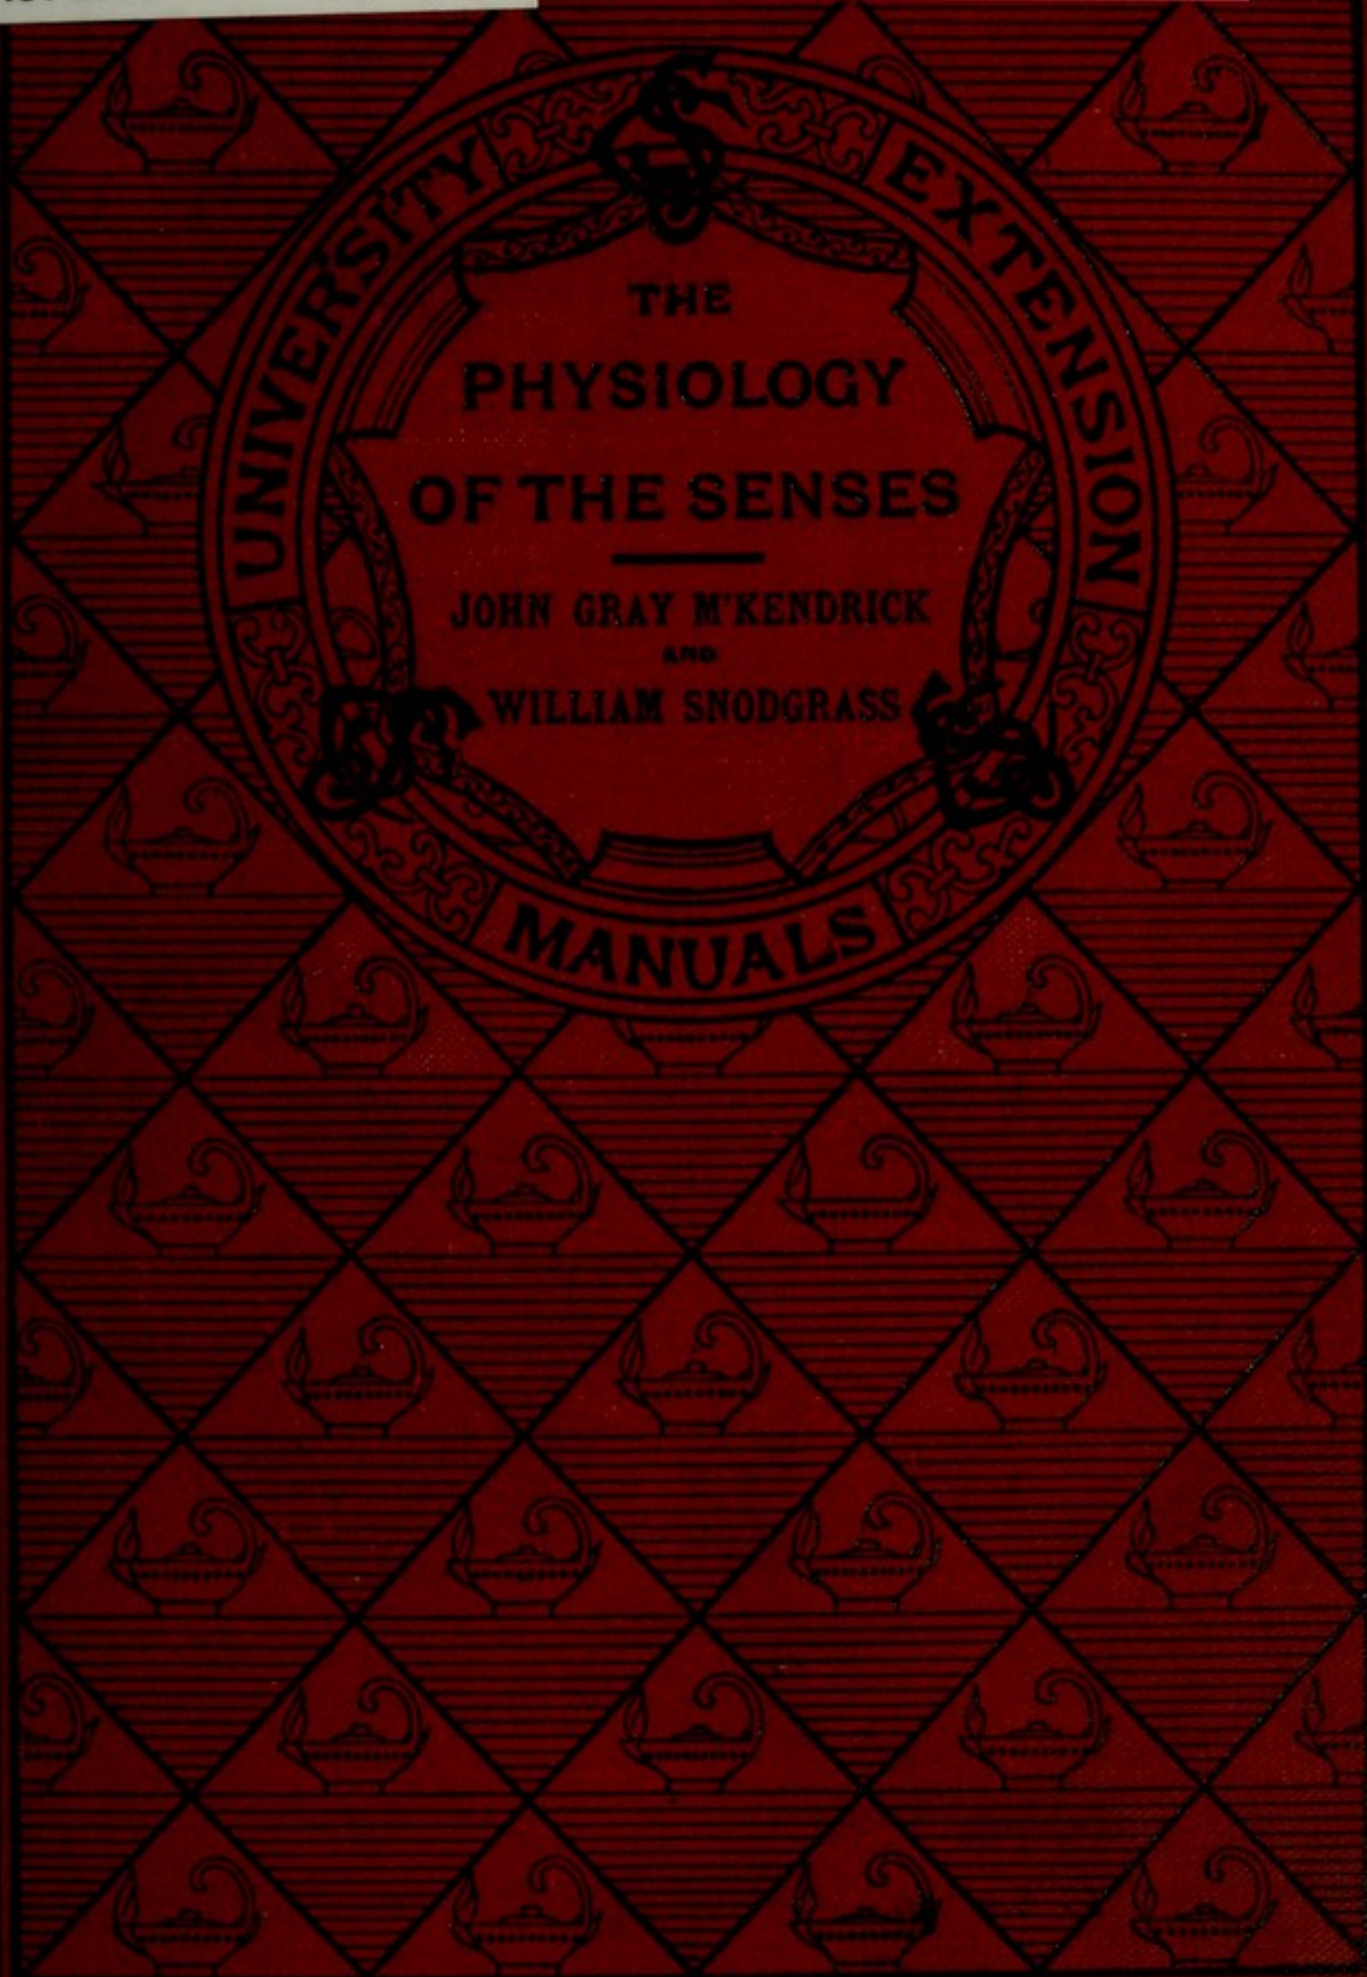 UNIVERSITY
EXTENSION
MANUALS
THE
PHYSIOLOGY
OF THE SENSES
JOHN GRAY M'KENDRICK
AND
WILLIAM SNODGRASS